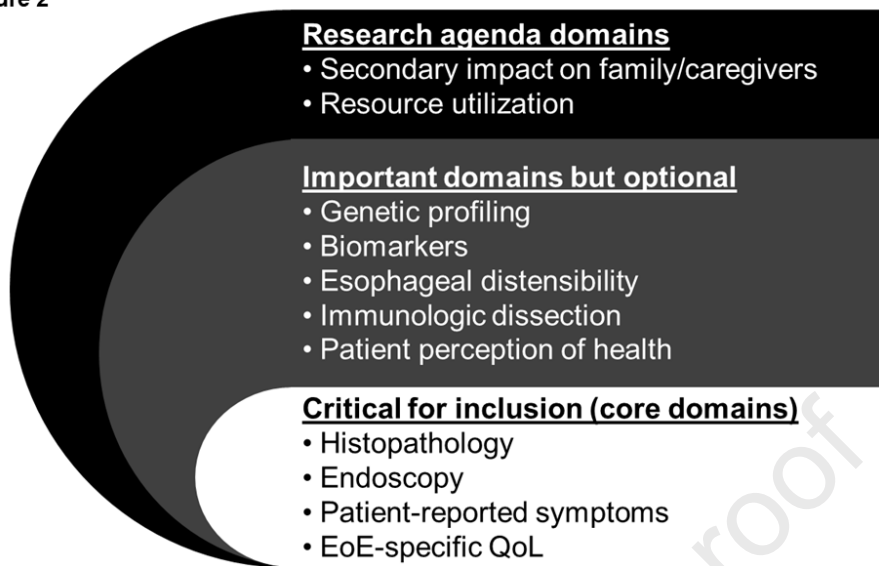 Research agenda domains
• Secondary impact on family/caregivers
• Resource utilization
Important domains but optional
• Genetic profiling
• Biomarkers
• Esophageal distensibility
• Immunologic dissection
• Patient perception of health
Critical for inclusion (core domains)
• Histopathology
• Endoscopy
• Patient-reported symptoms
• EoE-specific QoL